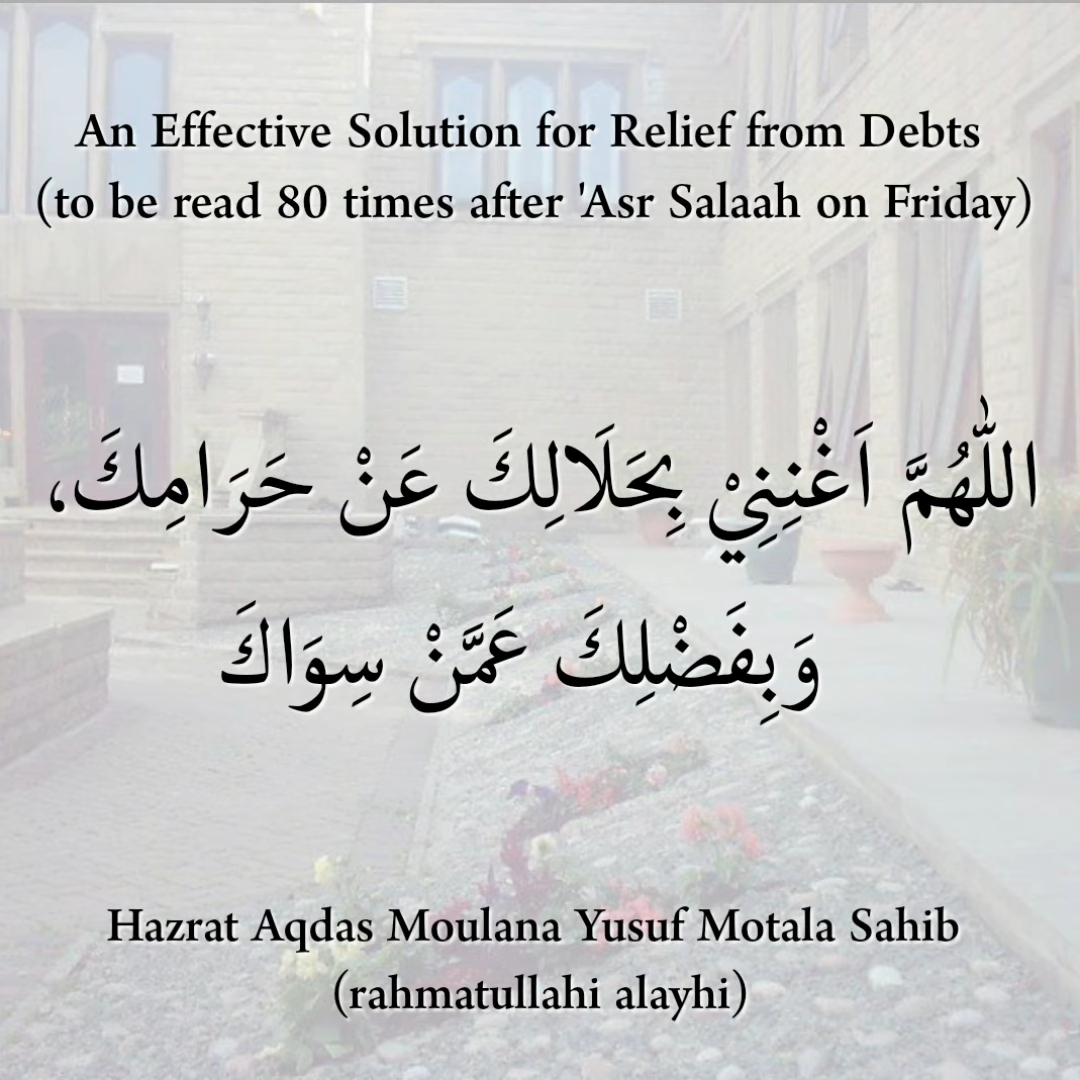 An Effective Solution for Relief from Debts
(to be read 80 times after 'Asr Salaah on Friday)
اللّٰهُمَّ اَغْنِنِيْ بِحَلَالِكَ عَنْ حَرَامِكَ،
وَبِفَضْلِكَ عَمَّنْ سِوَاكَ
Hazrat Aqdas Moulana Yusuf Motala Sahib
(rahmatullahi alayhi)